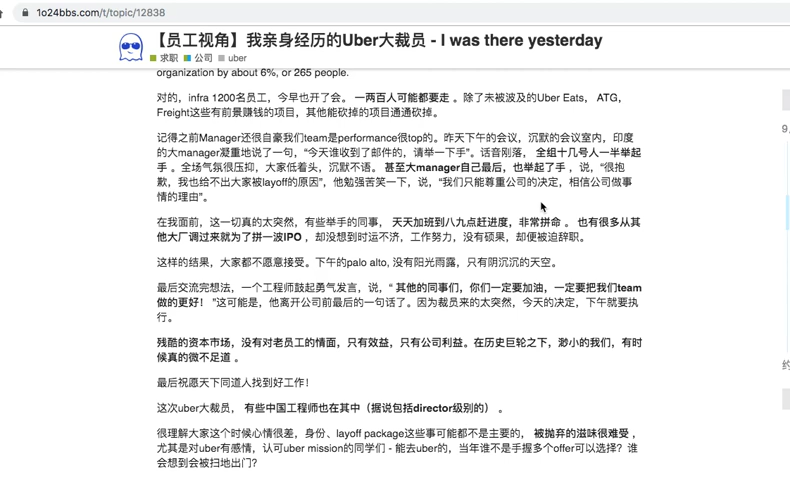 1o24bbs.com/t/topic/12838
【员工视角】我亲身经历的Uber大裁员 - I was there yesterday
求职 公司 uber
organization by about 6%, or 265 people.
对的，infra 1200名员工，今早也开了会。一两百人可能都要走 。除了未被波及的Uber Eats， ATG，
Freight这些有前景赚钱的项目，其他能砍掉的项目通通砍掉。
记得之前Manager还很自豪我们team是performance很top的。昨天下午的会议，沉默的会议室内，印度
的大manager凝重地说了一句，“今天谁收到了邮件的，请举一下手”。话音刚落， 全组十几号人一半举起
手 。全场气氛很压抑，大家低着头，沉默不语。 甚至大manager自己最后，也举起了手 ，说，“很抱
歉，我也给不出大家被layoff的原因”，他勉强苦笑一下，说，“我们只能尊重公司的决定，相信公司做事
情的理由”。
在我面前，这一切真的太突然，有些举手的同事， 天天加班到八九点赶进度，非常拼命 。 也有很多从其
他大厂调过来就为了拼一波IPO ，却没想到时运不济，工作努力，没有硕果，却便被迫辞职。
这样的结果，大家都不愿意接受。下午的palo alto, 没有阳光雨露，只有阴沉沉的天空。
最后交流完想法，一个工程师鼓起勇气发言，说，“ 其他的同事们，你们一定要加油，一定要把我们team
做的更好！ ”这可能是，他离开公司前最后的一句话了。因为裁员来的太突然，今天的决定，下午就要执
行。
残酷的资本市场，没有对老员工的情面，只有效益，只有公司利益。在历史巨轮之下，渺小的我们，有时
候真的微不足道 。
最后祝愿天下同道人找到好工作！
这次uber大裁员， 有些中国工程师也在其中（据说包括director级别的） 。
很理解大家这个时候心情很差，身份、layoff package这些事可能都不是主要的， 被抛弃的滋味很难受 ，
尤其是对uber有感情，认可uber mission的同学们 - 能去uber的，当年谁不是手握多个offer可以选择？谁
会想到会被扫地出门？
9
约